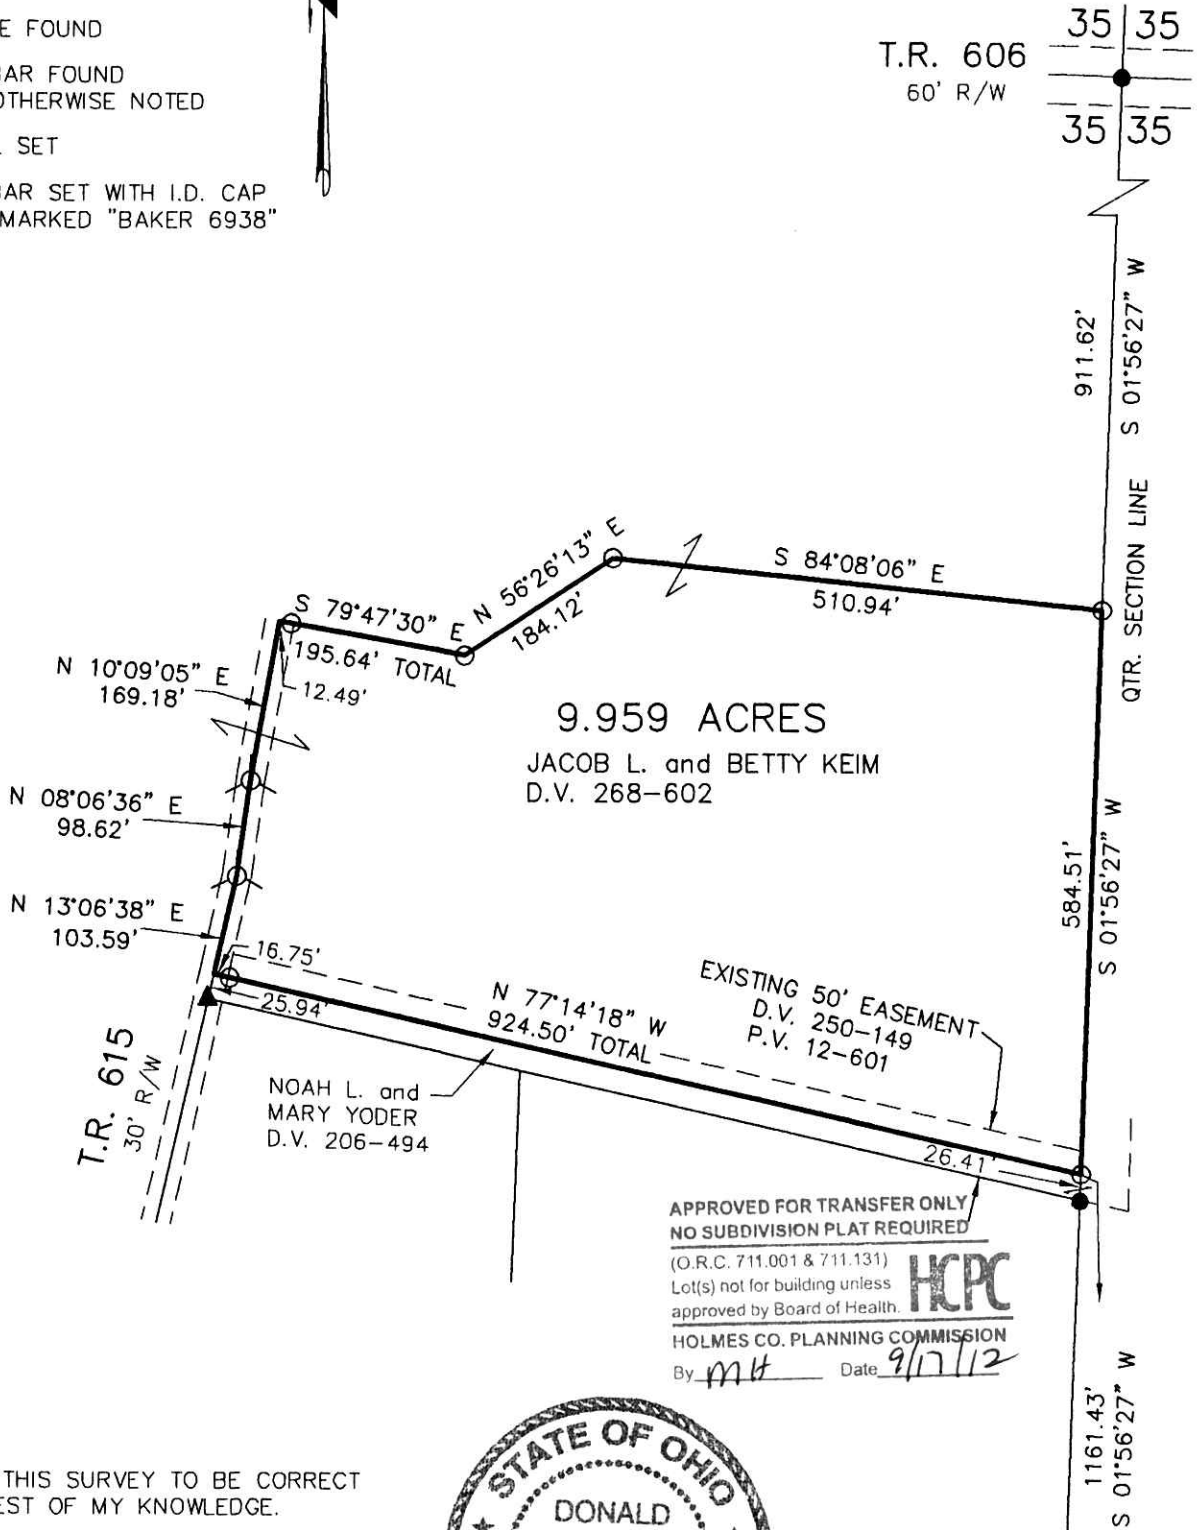 E FOUND
AR FOUND
OTHERWISE NOTED
SET
AR SET WITH I.D. CAP
MARKED "BAKER 6938"
T.R. 606
60' R/W
35 35
35 35
911.62'
S 01°56'27" W
QTR. SECTION LINE
S 84°08'06" E
510.94'
N 56°26'13" E
184.12'
S 79°47'30" E
195.64' TOTAL
12.49'
N 10°09'05" E
169.18'
9.959 ACRES
JACOB L. and BETTY KEIM
D.V. 268-602
N 08°06'36" E
98.62'
584.51'
S 01°56'27" W
N 13°06'38" E
103.59'
16.75'
25.94'
N 77°14'18" W
924.50' TOTAL
EXISTING 50' EASEMENT
D.V. 250-149
P.V. 12-601
T.R. 615
30' R/W
NOAH L. and
MARY YODER
D.V. 206-494
26.41'
APPROVED FOR TRANSFER ONLY
NO SUBDIVISION PLAT REQUIRED
(O.R.C. 711.001 & 711.131)
Lot(s) not for building unless
approved by Board of Health.
HCPC
HOLMES CO. PLANNING COMMISSION
By MH Date 9/17/12
1161.43'
S 01°56'27" W
THIS SURVEY TO BE CORRECT
EST OF MY KNOWLEDGE.
STATE OF OHIO
DONALD